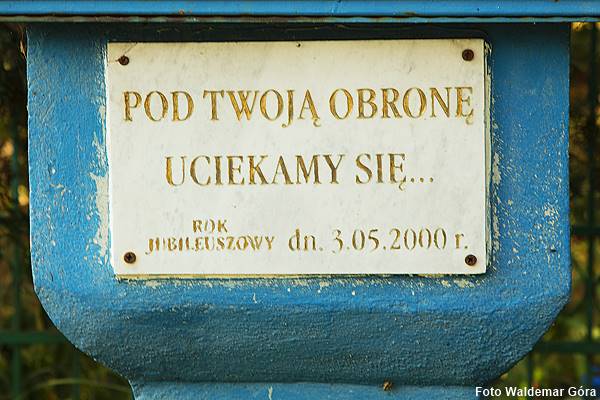 POD TWOJĄ OBRONĘ
UCIEKAMY SIĘ...
ROK
JUBILEUSZOWY dn. 3.05.2000 r.
Foto Waldemar Góra